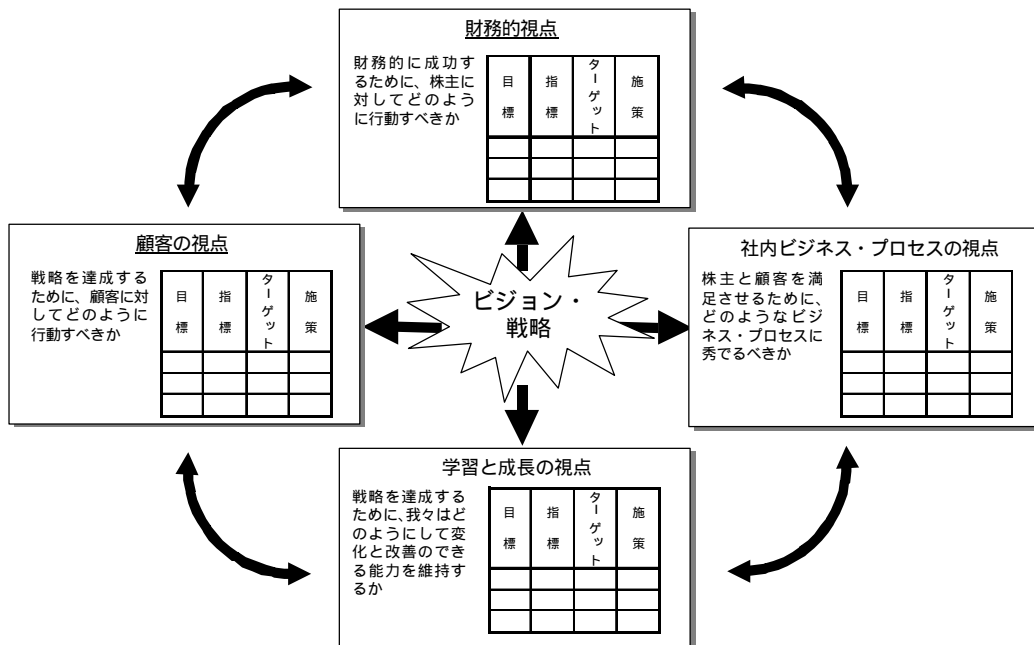 財務的視点
財務的に成功す
るために、株主に
対してどのよう
に行動すべきか
目標
指標
ターゲット
施策
顧客の視点
戦略を達成する
ために、顧客に対
してどのように
行動すべきか
目標
指標
ターゲット
施策
ビジョン・
戦略
社内ビジネス・プロセスの視点
株主と顧客を満
足させるために、
どのようなビジ
ネス・プロセスに
秀でるべきか
目標
指標
ターゲット
施策
学習と成長の視点
戦略を達成する
ために、我々はど
のようにして変
化と改善のでき
る能力を維持す
るか
目標
指標
ターゲット
施策